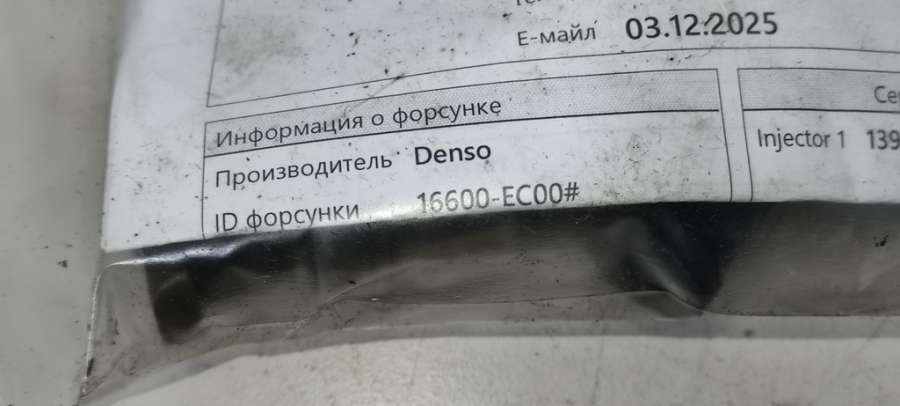 Е-майл 03.12.2025
Информация о форсунке
Производитель Denso
ID форсунки 16600-EC00#
Injector 1 139